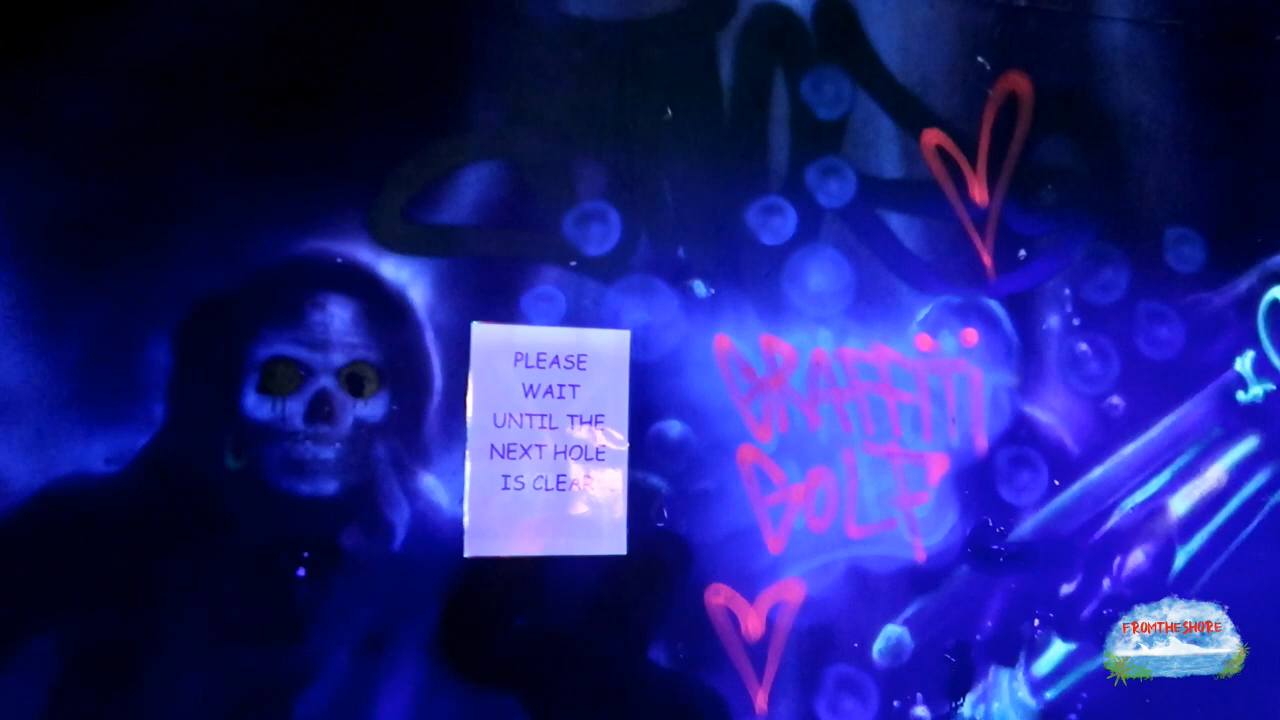 PLEASE
WAIT
UNTIL THE
NEXT HOLE
IS CLEAR
GRAFFITI
GOLF
FROMTHESHORE